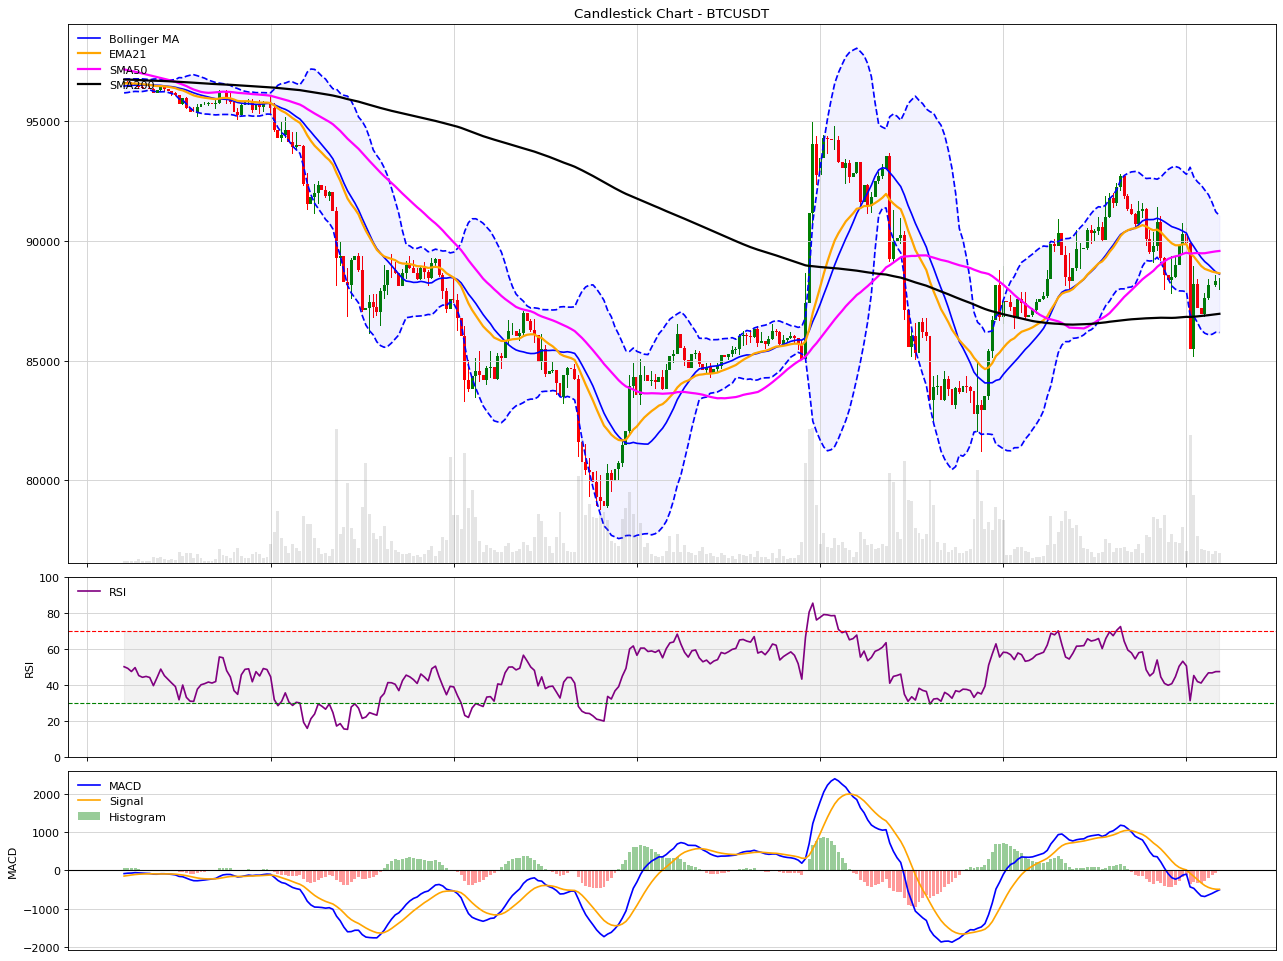 Candlestick Chart - BTCUSDT
Bollinger MA
EMA21
SMA50
SMA200
95000
90000
85000
80000
100
80
60
40
20
0
RSI
RSI
2000
1000
0
−1000
−2000
MACD
MACD
Signal
Histogram